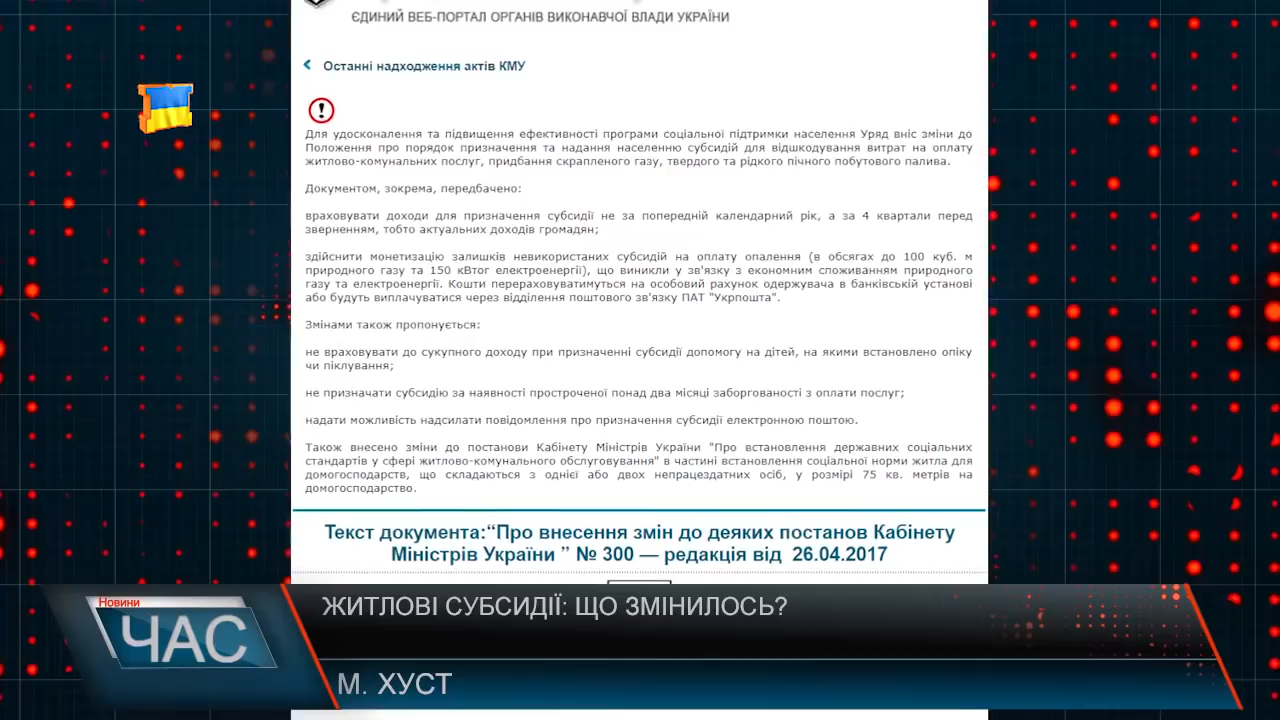 ЄДИНИЙ ВЕБ-ПОРТАЛ ОРГАНІВ ВИКОНАВЧОЇ ВЛАДИ УКРАЇНИ
Останні надходження актів КМУ
Для удосконалення та підвищення ефективності програми соціальної підтримки населення Уряд вніс зміни до
Положення про порядок призначення та надання населенню субсидій для відшкодування витрат на оплату
житлово-комунальних послуг, придбання скрапленого газу, твердого та рідкого пічного побутового палива.
Документом, зокрема, передбачено:
враховувати доходи для призначення субсидії не за попередній календарний рік, а за 4 квартали перед
зверненням, тобто актуальних доходів громадян;
здійснити монетизацію залишків невикористаних субсидій на оплату опалення (в обсягах до 100 куб. м
природного газу та 150 кВтог електроенергії), що виникли у зв'язку з економним споживанням природного
газу та електроенергії. Кошти перераховуватимуться на особовий рахунок одержувача в банківській установі
або будуть виплачуватися через відділення поштового зв'язку ПАТ "Укрпошта".
Змінами також пропонується:
не враховувати до сукупного доходу при призначенні субсидії допомогу на дітей, на якими встановлено опіку
чи піклування;
не призначати субсидію за наявності простроченої понад два місяці заборгованості з оплати послуг;
надати можливість надсилати повідомлення про призначення субсидії електронною поштою.
Також внесено зміни до постанови Кабінету Міністрів України "Про встановлення державних соціальних
стандартів у сфері житлово-комунального обслуговування" в частині встановлення соціальної норми житла для
домогосподарств, що складаються з однієї або двох непрацездатних осіб, у розмірі 75 кв. метрів на
домогосподарство.
Текст документа:“Про внесення змін до деяких постанов Кабінету
Міністрів України ” № 300 — редакція від 26.04.2017
Новини
ЧАС
ЖИТЛОВІ СУБСИДІЇ: ЩО ЗМІНИЛОСЬ?
М. ХУСТ